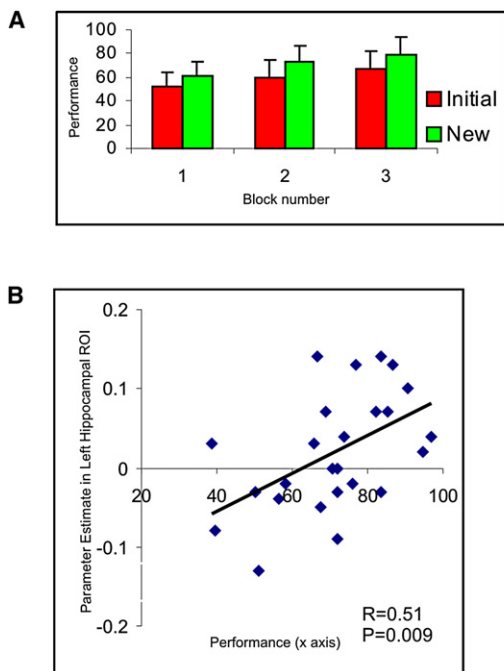 A
Performance
100
80
60
40
20
0
1 2 3
Block number
Initial
New
B
Parameter Estimate in Left Hippocampal ROI
0.2
0.1
0
-0.1
-0.2
20 40 60 80 100
R=0.51
P=0.009
Performance (x axis)